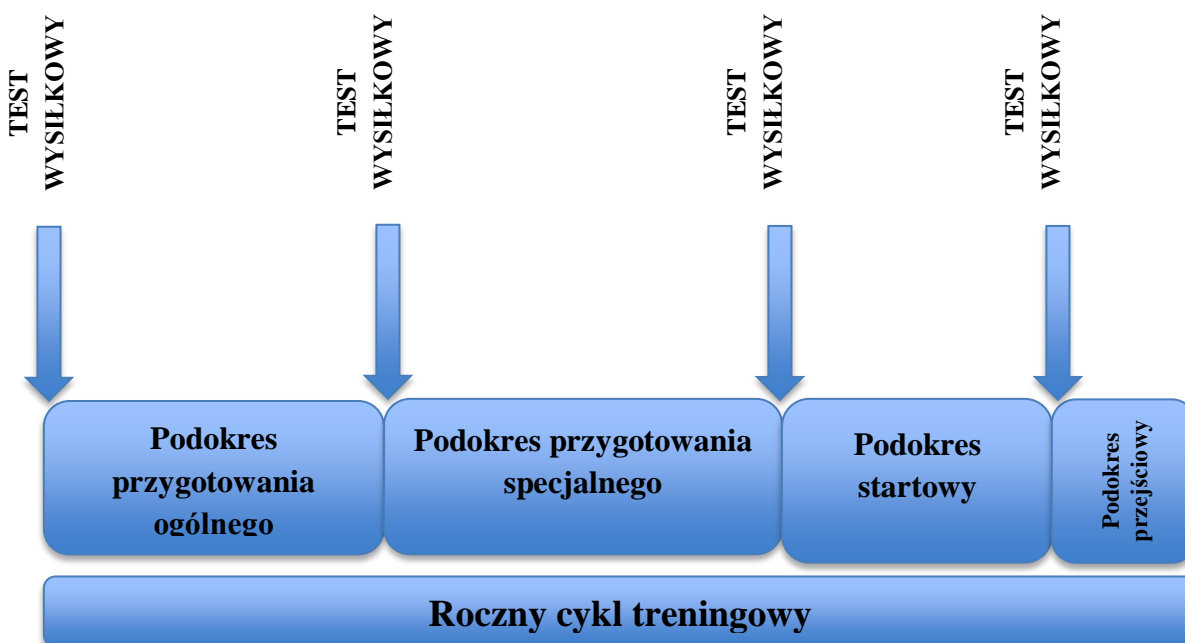 TEST
WYSIŁKOWY
TEST
WYSIŁKOWY
TEST
WYSIŁKOWY
TEST
WYSIŁKOWY
Podokres
przygotowania
ogólnego
Podokres przygotowania
specjalnego
Podokres
startowy
Podokres
przejściowy
Roczny cykl treningowy